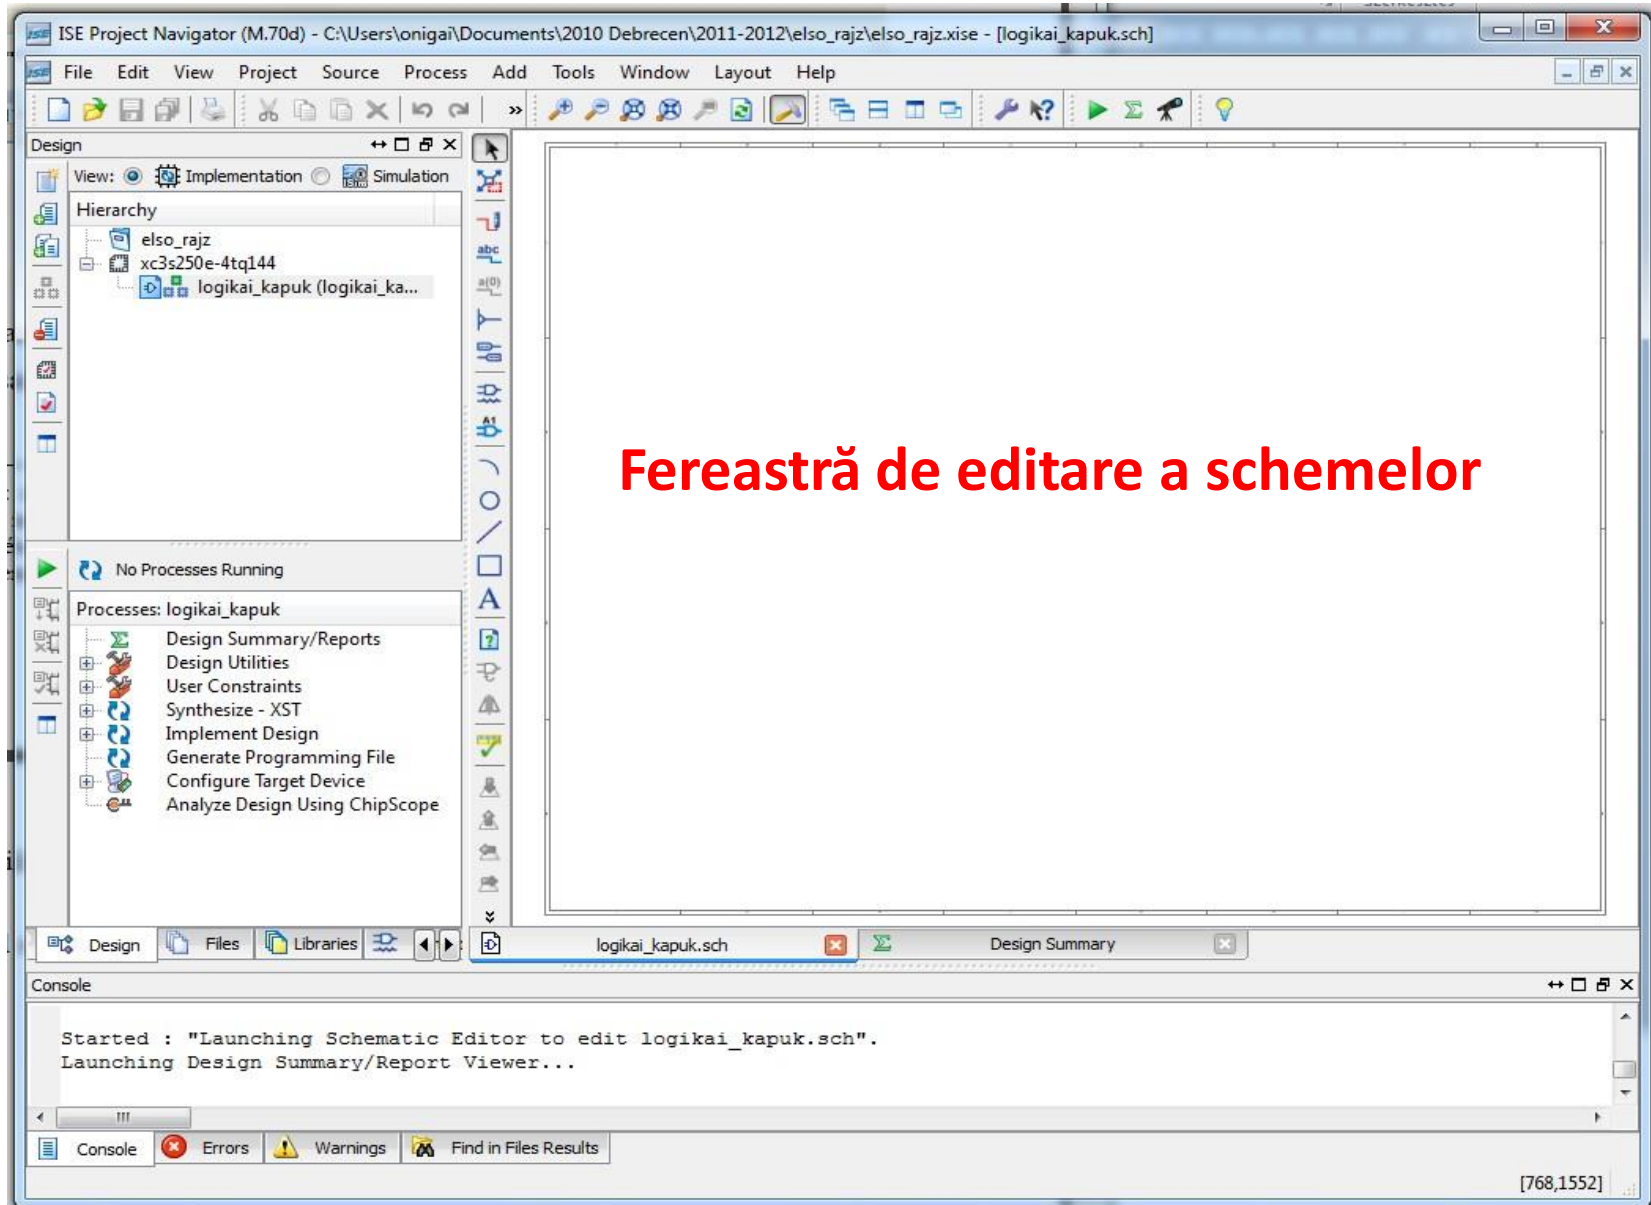 ISE Project Navigator (M.70d) - C:\Users\onigai\Documents\2010 Debrecen\2011-2012\elso_rajz\elso_rajz.xise - [logikai_kapuk.sch]
File Edit View Project Source Process Add Tools Window Layout Help
Design
View: Implementation Simulation
Hierarchy
elso_rajz
xc3s250e-4tq144
logikai_kapuk (logikai_ka...
abc
a(0)
A1
A
Fereastră de editare a schemelor
No Processes Running
Processes: logikai_kapuk
Design Summary/Reports
Design Utilities
User Constraints
Synthesize - XST
Implement Design
Generate Programming File
Configure Target Device
Analyze Design Using ChipScope
Design Files Libraries
logikai_kapuk.sch Design Summary
Console
Started : "Launching Schematic Editor to edit logikai_kapuk.sch".
Launching Design Summary/Report Viewer...
Console Errors Warnings Find in Files Results
[768,1552]